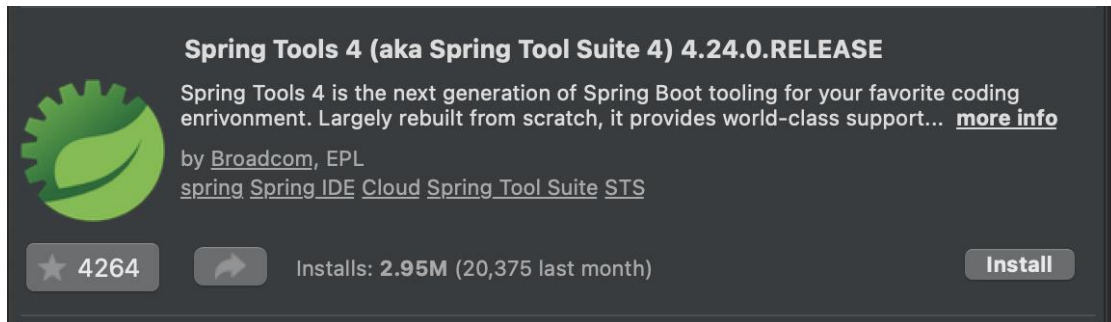 Spring Tools 4 (aka Spring Tool Suite 4) 4.24.0.RELEASE
Spring Tools 4 is the next generation of Spring Boot tooling for your favorite coding
enrivonment. Largely rebuilt from scratch, it provides world-class support... more info
by Broadcom, EPL
spring Spring IDE Cloud Spring Tool Suite STS
4264
Installs: 2.95M (20,375 last month)
Install